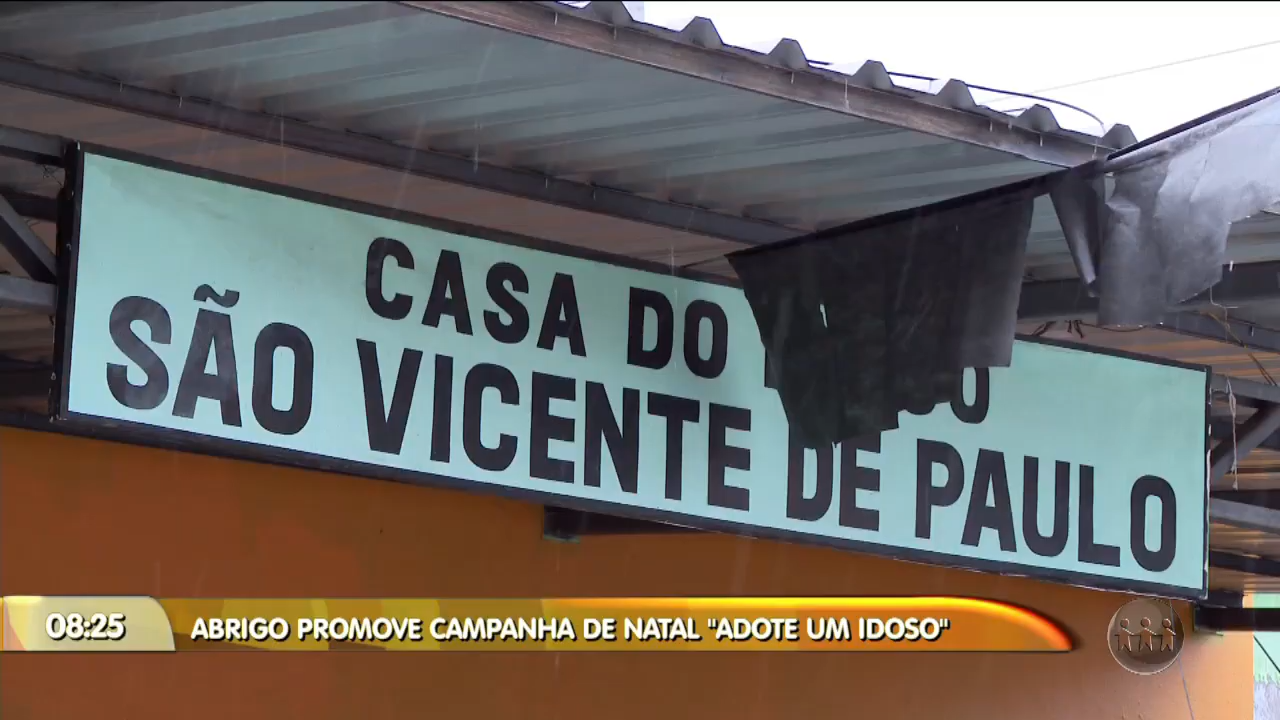 CASA DO
SÃO VICENTE DE PAULO
08:25
ABRIGO PROMOVE CAMPANHA DE NATAL "ADOTE UM IDOSO"